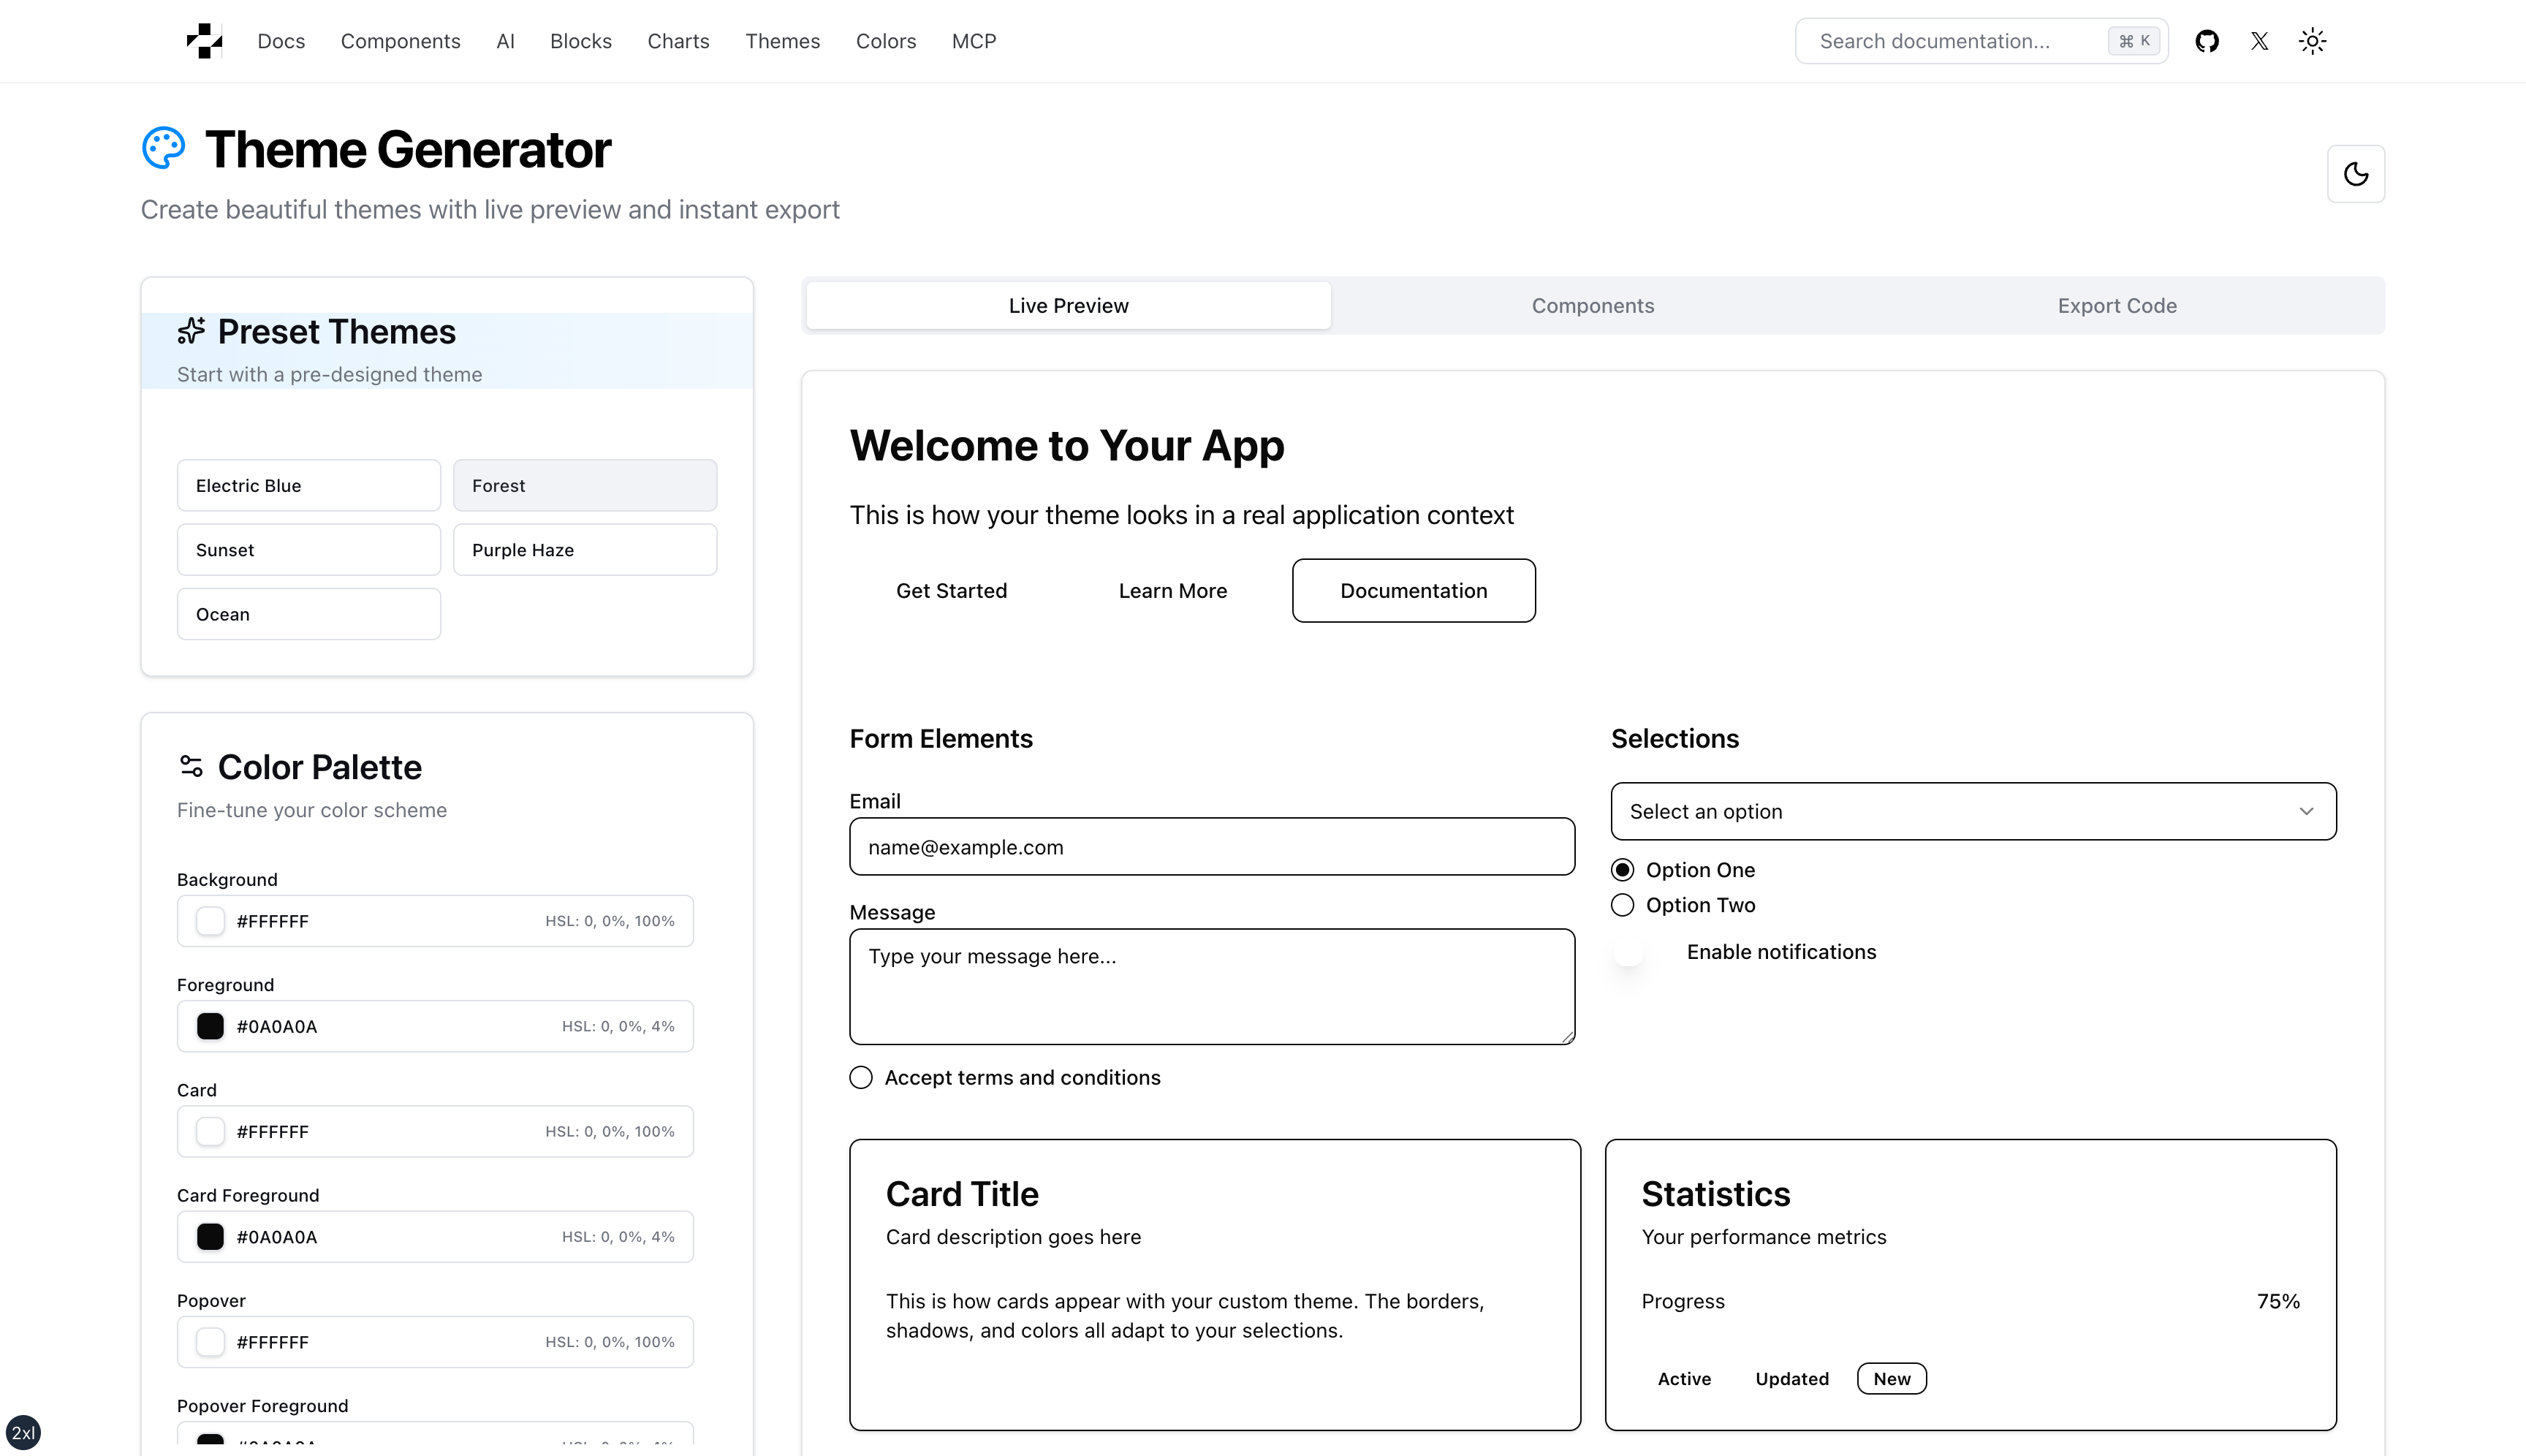 Docs Components AI Blocks Charts Themes Colors MCP
Search documentation... ⌘ K
Theme Generator
Create beautiful themes with live preview and instant export
Preset Themes
Start with a pre-designed theme
Electric Blue
Forest
Sunset
Purple Haze
Ocean
Color Palette
Fine-tune your color scheme
Background
#FFFFFF HSL: 0, 0%, 100%
Foreground
#0A0A0A HSL: 0, 0%, 4%
Card
#FFFFFF HSL: 0, 0%, 100%
Card Foreground
#0A0A0A HSL: 0, 0%, 4%
Popover
#FFFFFF HSL: 0, 0%, 100%
Popover Foreground
2xl
Live Preview
Components
Export Code
Welcome to Your App
This is how your theme looks in a real application context
Get Started
Learn More
Documentation
Form Elements
Email
name@example.com
Message
Type your message here...
Accept terms and conditions
Selections
Select an option
Option One
Option Two
Enable notifications
Card Title
Card description goes here
This is how cards appear with your custom theme. The borders,
shadows, and colors all adapt to your selections.
Statistics
Your performance metrics
Progress 75%
Active
Updated
New